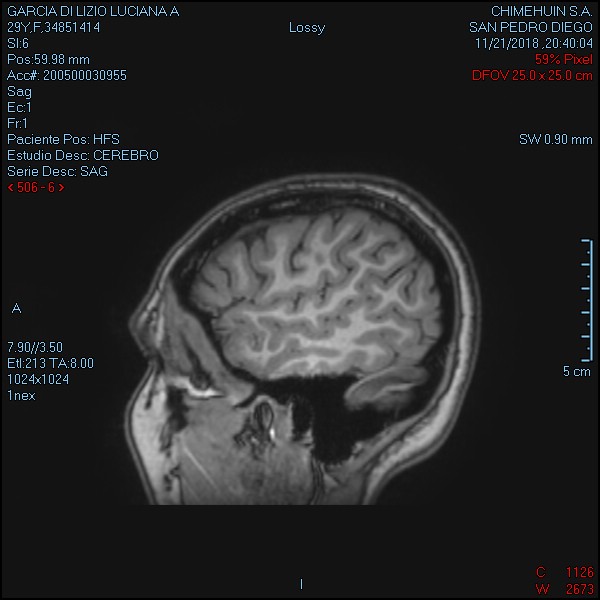 GARCIA DI LIZIO LUCIANA A
29Y,F,34851414
Sl:6
Pos:59.98 mm
Acc#: 200500030955
Sag
Ec:1
Fr:1
Paciente Pos: HFS
Estudio Desc: CEREBRO
Serie Desc: SAG
< 506 - 6 >
Lossy
CHIMEHUIN S.A.
SAN PEDRO DIEGO
11/21/2018 ,20:40:04
59% Pixel
DFOV 25.0 x 25.0 cm
SW 0.90 mm
A
7.90//3.50
Etl:213 TA:8.00
1024x1024
1nex
5 cm
I
C 1126
W 2673